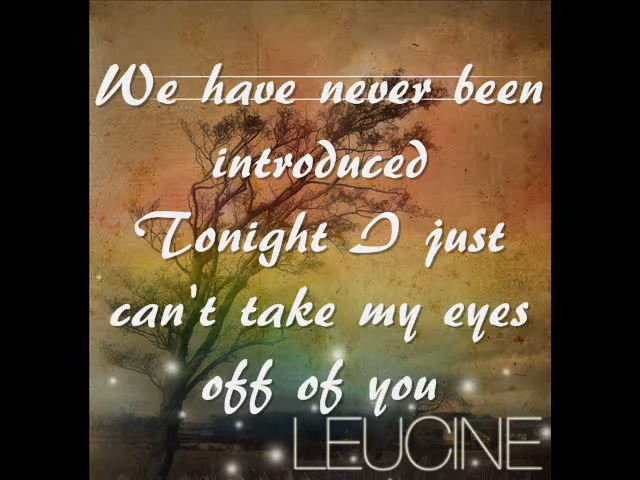 We have never been
introduced
Tonight I just
can't take my eyes
off of you
LEUCINE